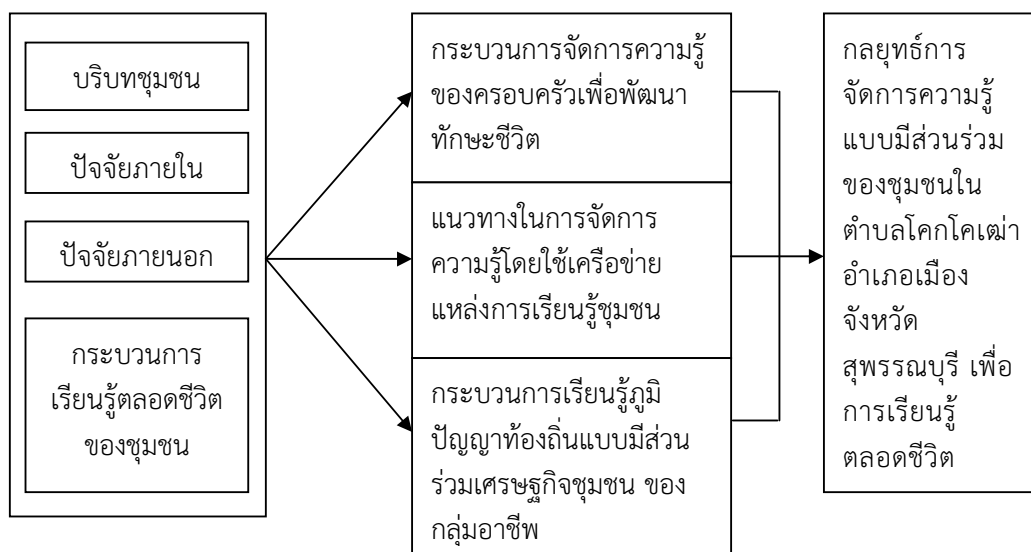 บริบทชุมชน
ปัจจัยภายใน
ปัจจัยภายนอก
กระบวนการ
เรียนรู้ตลอดชีวิต
ของชุมชน
กระบวนการจัดการความรู้
ของครอบครัวเพื่อพัฒนา
ทักษะชีวิต
แนวทางในการจัดการ
ความรู้โดยใช้เครือข่าย
แหล่งการเรียนรู้ชุมชน
กระบวนการเรียนรู้ภูมิ
ปัญญาท้องถิ่นแบบมีส่วน
ร่วมเศรษฐกิจชุมชน ของ
กลุ่มอาชีพ
กลยุทธ์การ
จัดการความรู้
แบบมีส่วนร่วม
ของชุมชนใน
ตำบลโคกโคเฒ่า
อำเภอเมือง
จังหวัด
สุพรรณบุรี เพื่อ
การเรียนรู้
ตลอดชีวิต